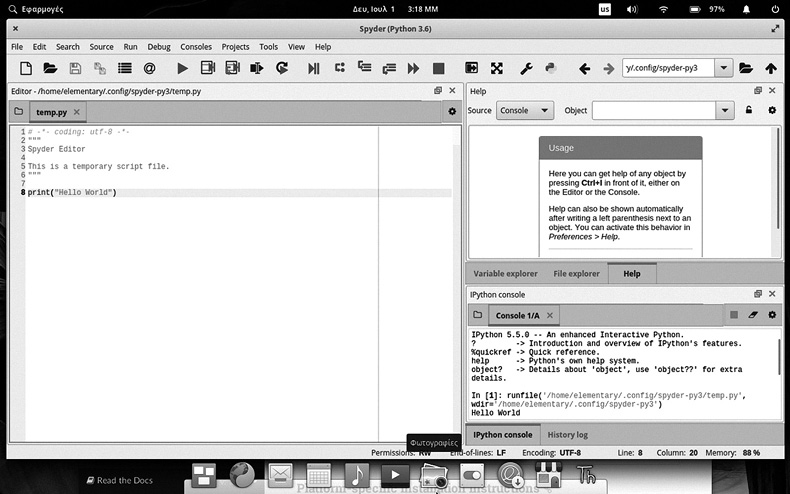 Εφαρμογές
Δευ, Ιουλ 1 3:18 MM
us
97%
Spyder (Python 3.6)
File Edit Search Source Run Debug Consoles Projects Tools View Help
y/.config/spyder-py3
Editor - /home/elementary/.config/spyder-py3/temp.py
temp.py
1 # -*- coding: utf-8 -*-
2 """
3 Spyder Editor
4
5 This is a temporary script file.
6 """
7
8 print("Hello World")
Help
Source Console Object
Usage
Here you can get help of any object by
pressing Ctrl+I in front of it, either on
the Editor or the Console.
Help can also be shown automatically
after writing a left parenthesis next to an
object. You can activate this behavior in
Preferences > Help.
Variable explorer File explorer Help
IPython console
Console 1/A
IPython 5.5.0 -- An enhanced Interactive Python.
? -> Introduction and overview of IPython's features.
%quickref -> Quick reference.
help -> Python's own help system.
object? -> Details about 'object', use 'object??' for extra
details.
In [1]: runfile('/home/elementary/.config/spyder-py3/temp.py',
wdir='/home/elementary/.config/spyder-py3')
Hello World
IPython console History log
Φωτογραφίες
Permissions: RW End-of-lines: LF Encoding: UTF-8 Line: 8 Column: 20 Memory: 88 %
Read the Docs
Th
Platform-specific installation instructions